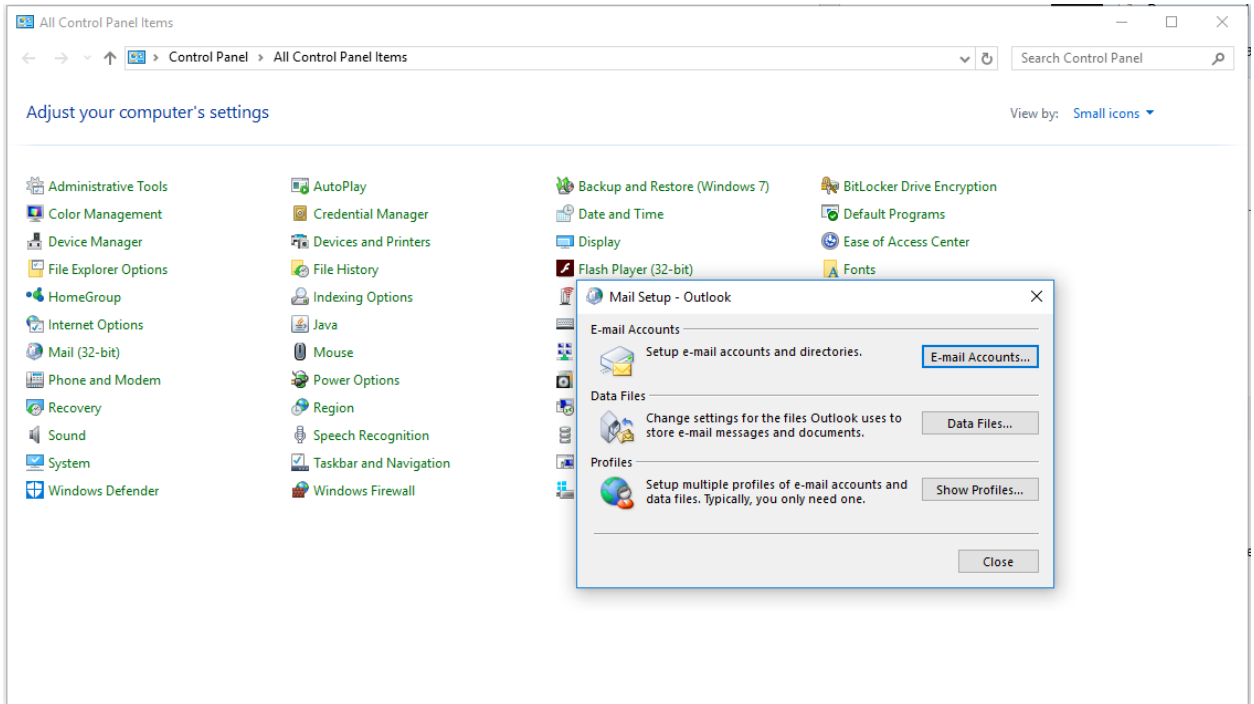 All Control Panel Items
Control Panel > All Control Panel Items
Search Control Panel
Adjust your computer's settings
View by: Small icons
Administrative Tools
AutoPlay
Backup and Restore (Windows 7)
BitLocker Drive Encryption
Color Management
Credential Manager
Date and Time
Default Programs
Device Manager
Devices and Printers
Display
Ease of Access Center
File Explorer Options
File History
Flash Player (32-bit)
Fonts
HomeGroup
Indexing Options
Internet Options
Java
Mail (32-bit)
Mouse
Phone and Modem
Power Options
Recovery
Region
Sound
Speech Recognition
System
Taskbar and Navigation
Windows Defender
Windows Firewall
Mail Setup - Outlook
E-mail Accounts
Setup e-mail accounts and directories.
E-mail Accounts...
Data Files
Change settings for the files Outlook uses to
store e-mail messages and documents.
Data Files...
Profiles
Setup multiple profiles of e-mail accounts and
data files. Typically, you only need one.
Show Profiles...
Close